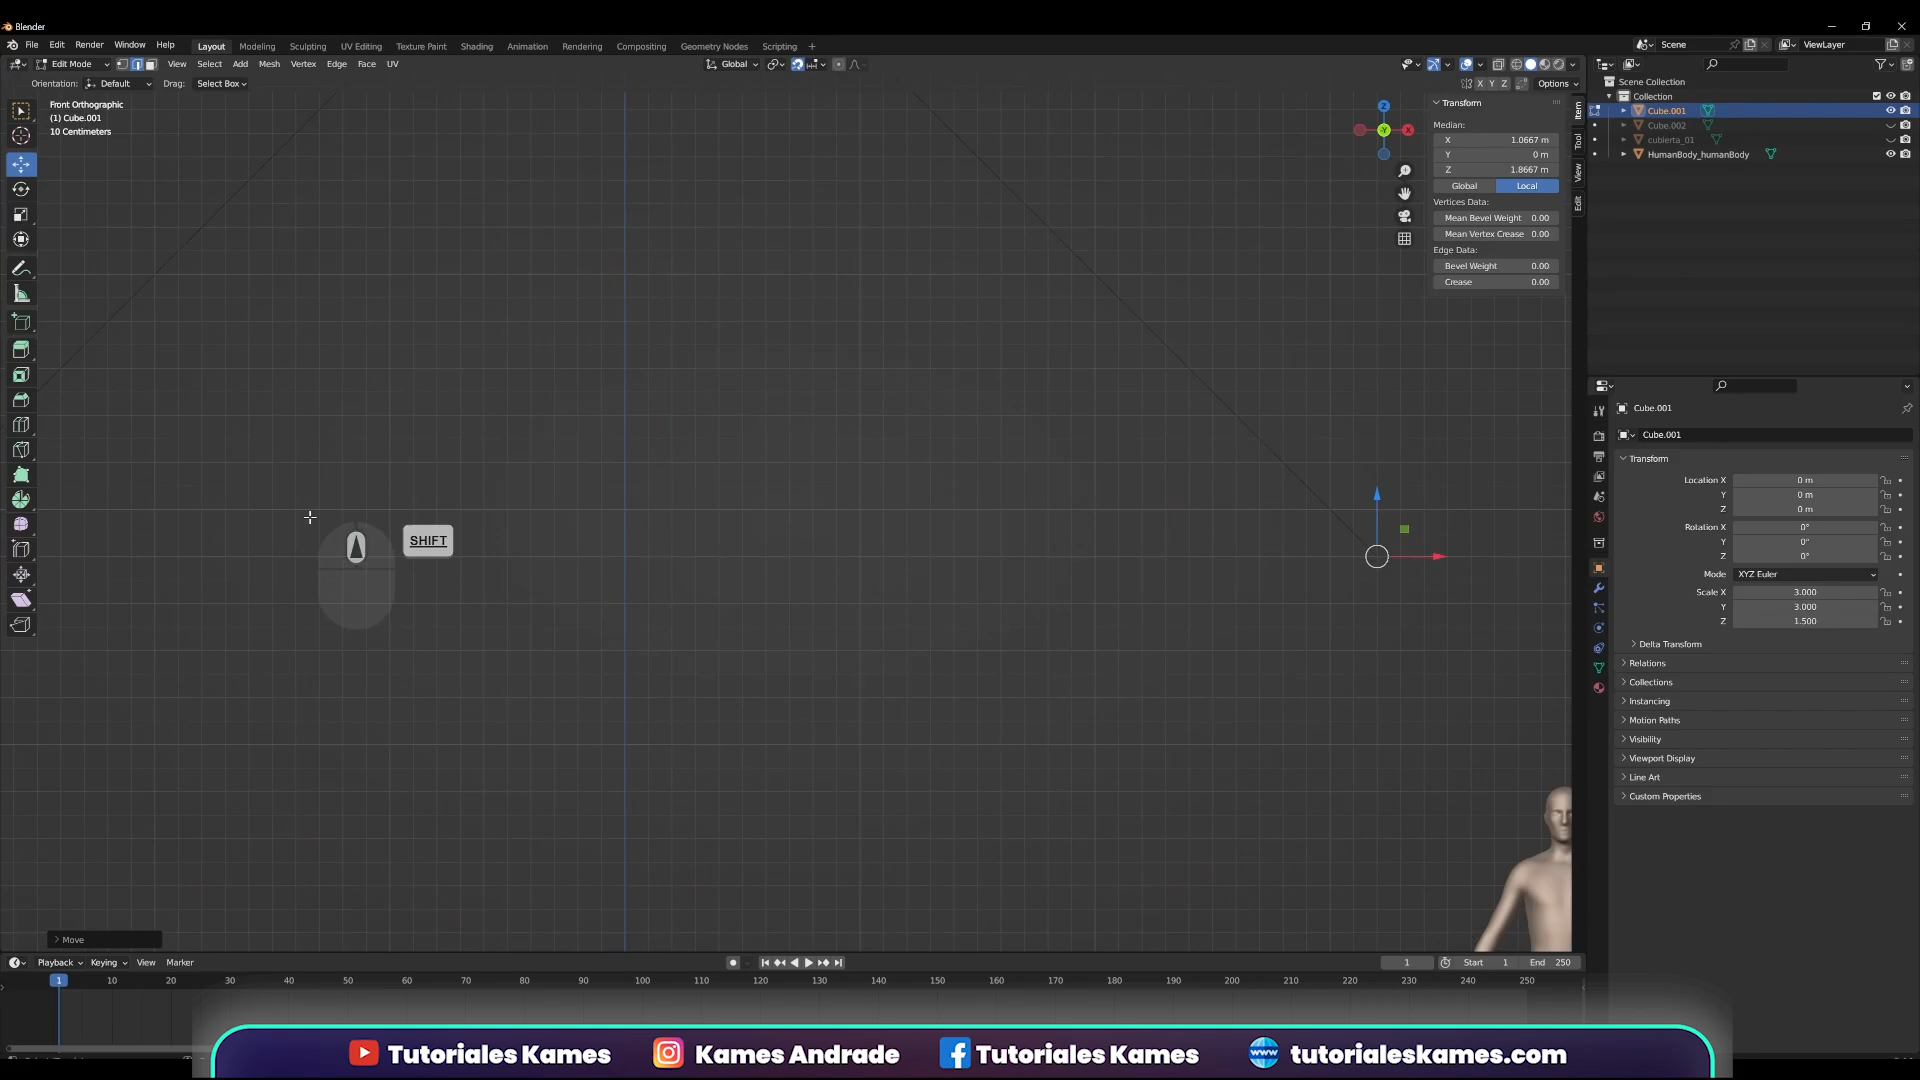 Blender
File Edit Render Window Help
Layout Modeling Sculpting UV Editing Texture Paint Shading Animation Rendering Compositing Geometry Nodes Scripting +
Scene
ViewLayer
Edit Mode
View Select Add Mesh Vertex Edge Face UV
Global
Orientation: Default Drag: Select Box
X Y Z
Options
Front Orthographic
(1) Cube.001
10 Centimeters
Z
Y
X
Transform
Median:
X 1.0667 m
Y 0 m
Z 1.8667 m
Global Local
Vertices Data:
Mean Bevel Weight 0.00
Mean Vertex Crease 0.00
Edge Data:
Bevel Weight 0.00
Crease 0.00
Item
Tool
View
Edit
Scene Collection
Collection
Cube.001
Cube.002
cubierta_01
HumanBody_humanBody
Cube.001
Cube.001
Transform
Location X 0 m
Y 0 m
Z 0 m
Rotation X 0°
Y 0°
Z 0°
Mode XYZ Euler
Scale X 3.000
Y 3.000
Z 1.500
Delta Transform
Relations
Collections
Instancing
Motion Paths
Visibility
Viewport Display
Line Art
Custom Properties
SHIFT
Move
Playback Keying View Marker
1 Start 1 End 250
1 10 20 30 40 50 60 70 80 90 100 110 120 130 140 150 160 170 180 190 200 210 220 230 240 250
Tutoriales Kames Kames Andrade Tutoriales Kames www tutorialeskames.com